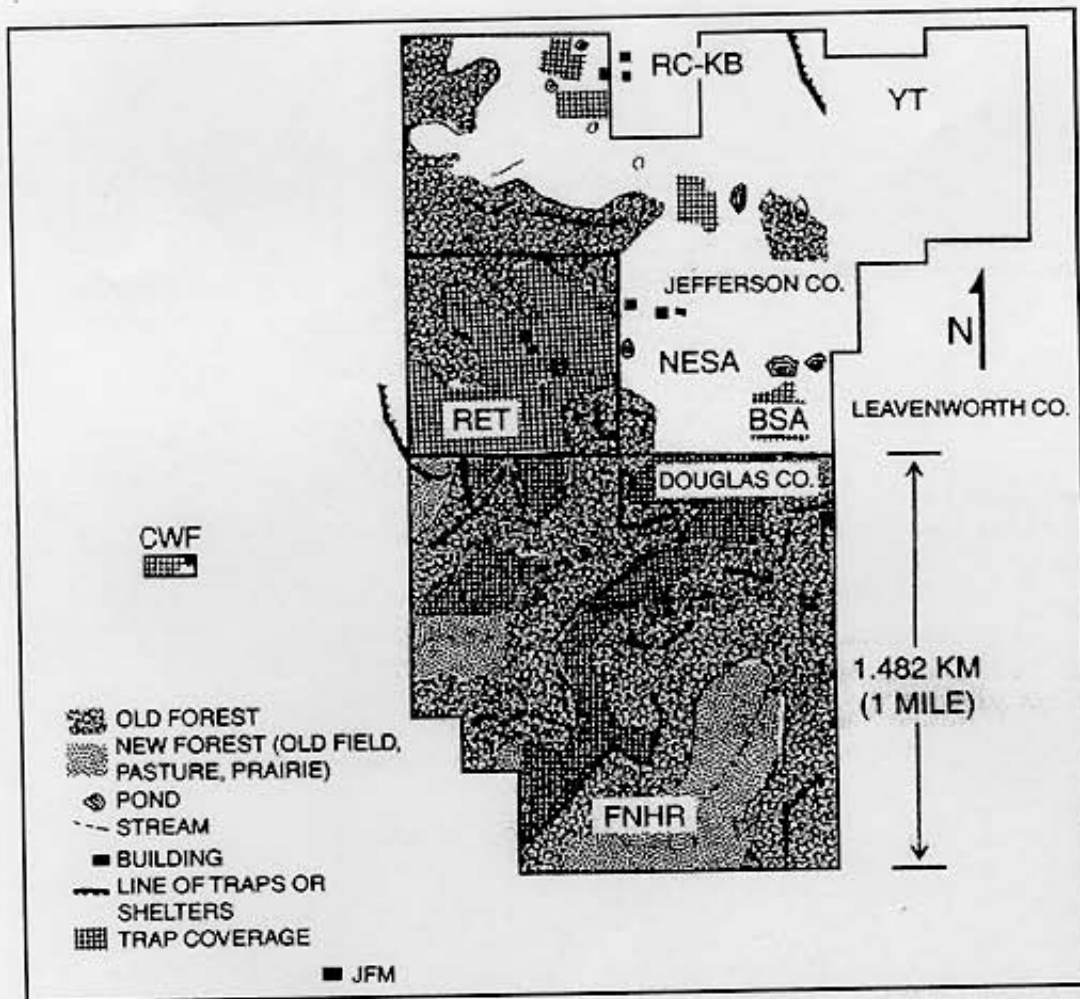 RC-KB
YT
JEFFERSON CO.
N
NESA
LEAVENWORTH CO.
RET
BSA
DOUGLAS CO.
CWF
1.482 KM
(1 MILE)
OLD FOREST
NEW FOREST (OLD FIELD,
PASTURE, PRAIRIE)
POND
STREAM
BUILDING
LINE OF TRAPS OR
SHELTERS
TRAP COVERAGE
FNHR
JFM